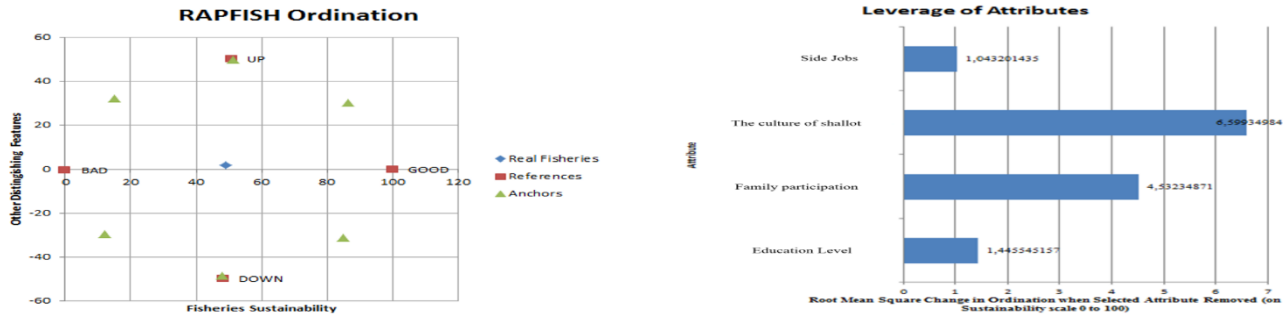 RAPFISH Ordination
Other Distingishing Features
60
40
20
0
-20
-40
-60
UP
BAD
GOOD
DOWN
0 20 40 60 80 100 120
Fisheries Sustainability
Real Fisheries
References
Anchors
Leverage of Attributes
Attribute
Side Jobs
1,043201435
The culture of shallot
6,59934984
Family participation
4,53234871
Education Level
1,445545157
0 1 2 3 4 5 6 7
Root Mean Square Change in Ordination when Selected Attribute Removed (on
Sustainability scale 0 to 100)